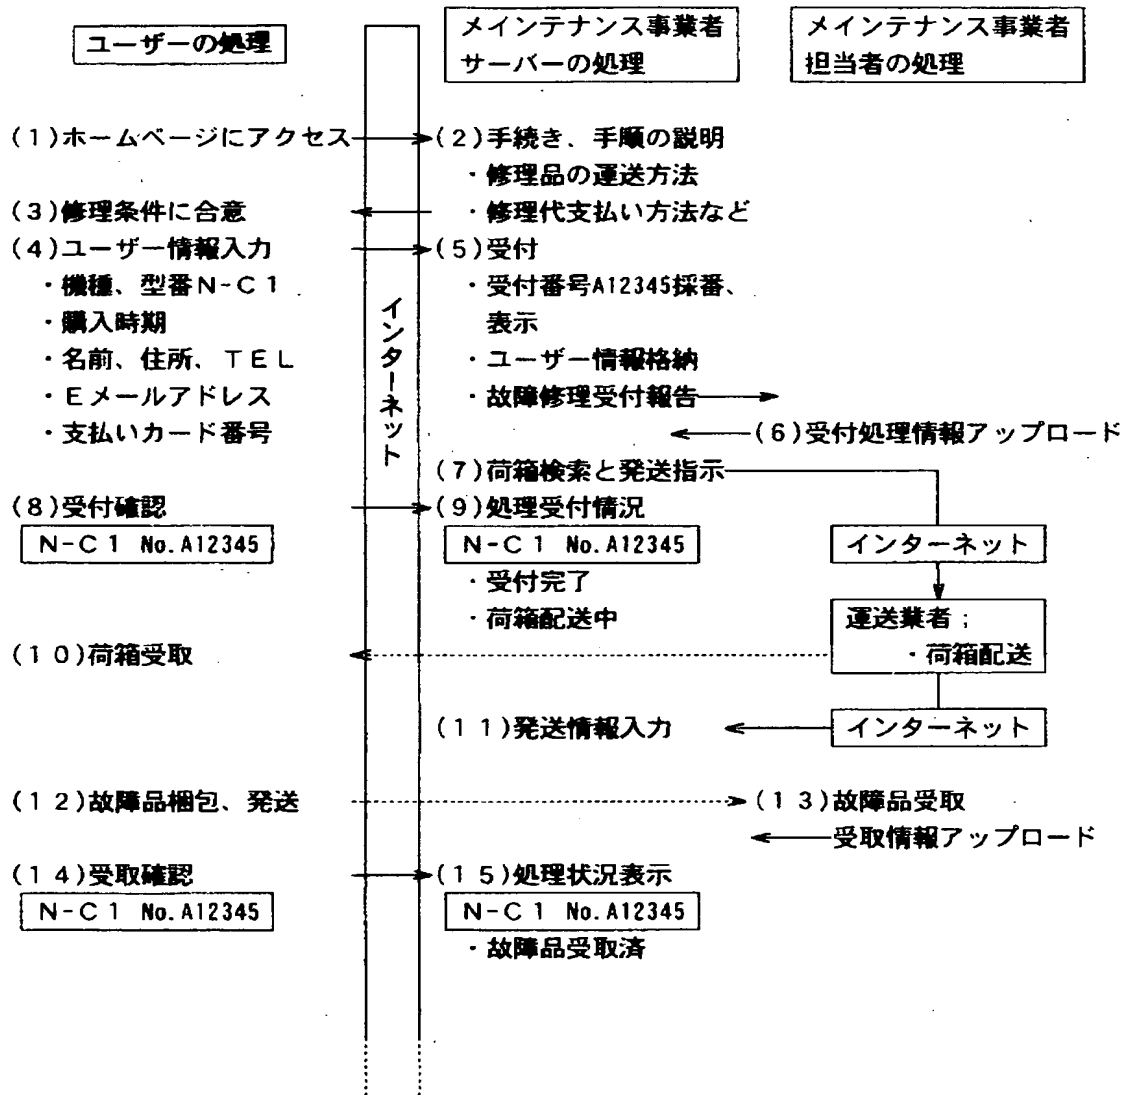 ユーザーの処理
メインテナンス事業者
サーバーの処理
メインテナンス事業者
担当者の処理
(1)ホームページにアクセス
(2)手続き、手順の説明
・修理品の運送方法
(3)修理条件に合意
・修理代支払い方法など
(4)ユーザー情報入力
(5)受付
・機種、型番N-C1
・受付番号A12345採番、
・購入時期
表示
・名前、住所、TEL
・ユーザー情報格納
・Eメールアドレス
・故障修理受付報告
・支払いカード番号
(6)受付処理情報アップロード
インターネット
(7)荷箱検索と発送指示
(8)受付確認
(9)処理受付情況
N-C1 No.A12345
N-C1 No.A12345
インターネット
・受付完了
・荷箱配送中
運送業者;
・荷箱配送
(10)荷箱受取
(11)発送情報入力
インターネット
(12)故障品梱包、発送
(13)故障品受取
受取情報アップロード
(14)受取確認
(15)処理状況表示
N-C1 No.A12345
N-C1 No.A12345
・故障品受取済